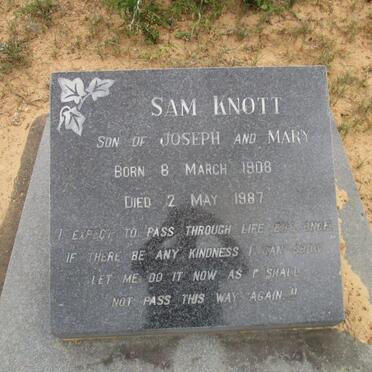 SAM KNOTT
SON OF JOSEPH AND MARY
BORN 8 MARCH 1908
DIED 2 MAY 1987
I EXPECT TO PASS THROUGH LIFE BUT ONCE
IF THERE BE ANY KINDNESS I CAN SHOW
LET ME DO IT NOW AS I SHALL
NOT PASS THIS WAY AGAIN."